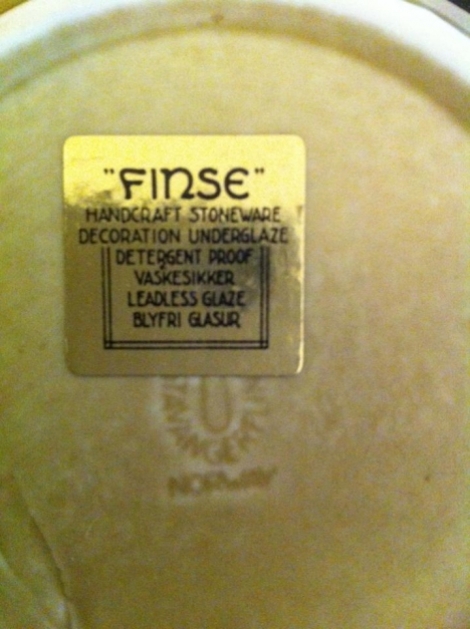 "FINSE"
HANDCRAFT STONEWARE
DECORATION UNDERGLAZE
DETERGENT PROOF
VASKESIKKER
LEADLESS GLAZE
BLYFRI GLASUR
NORWAY